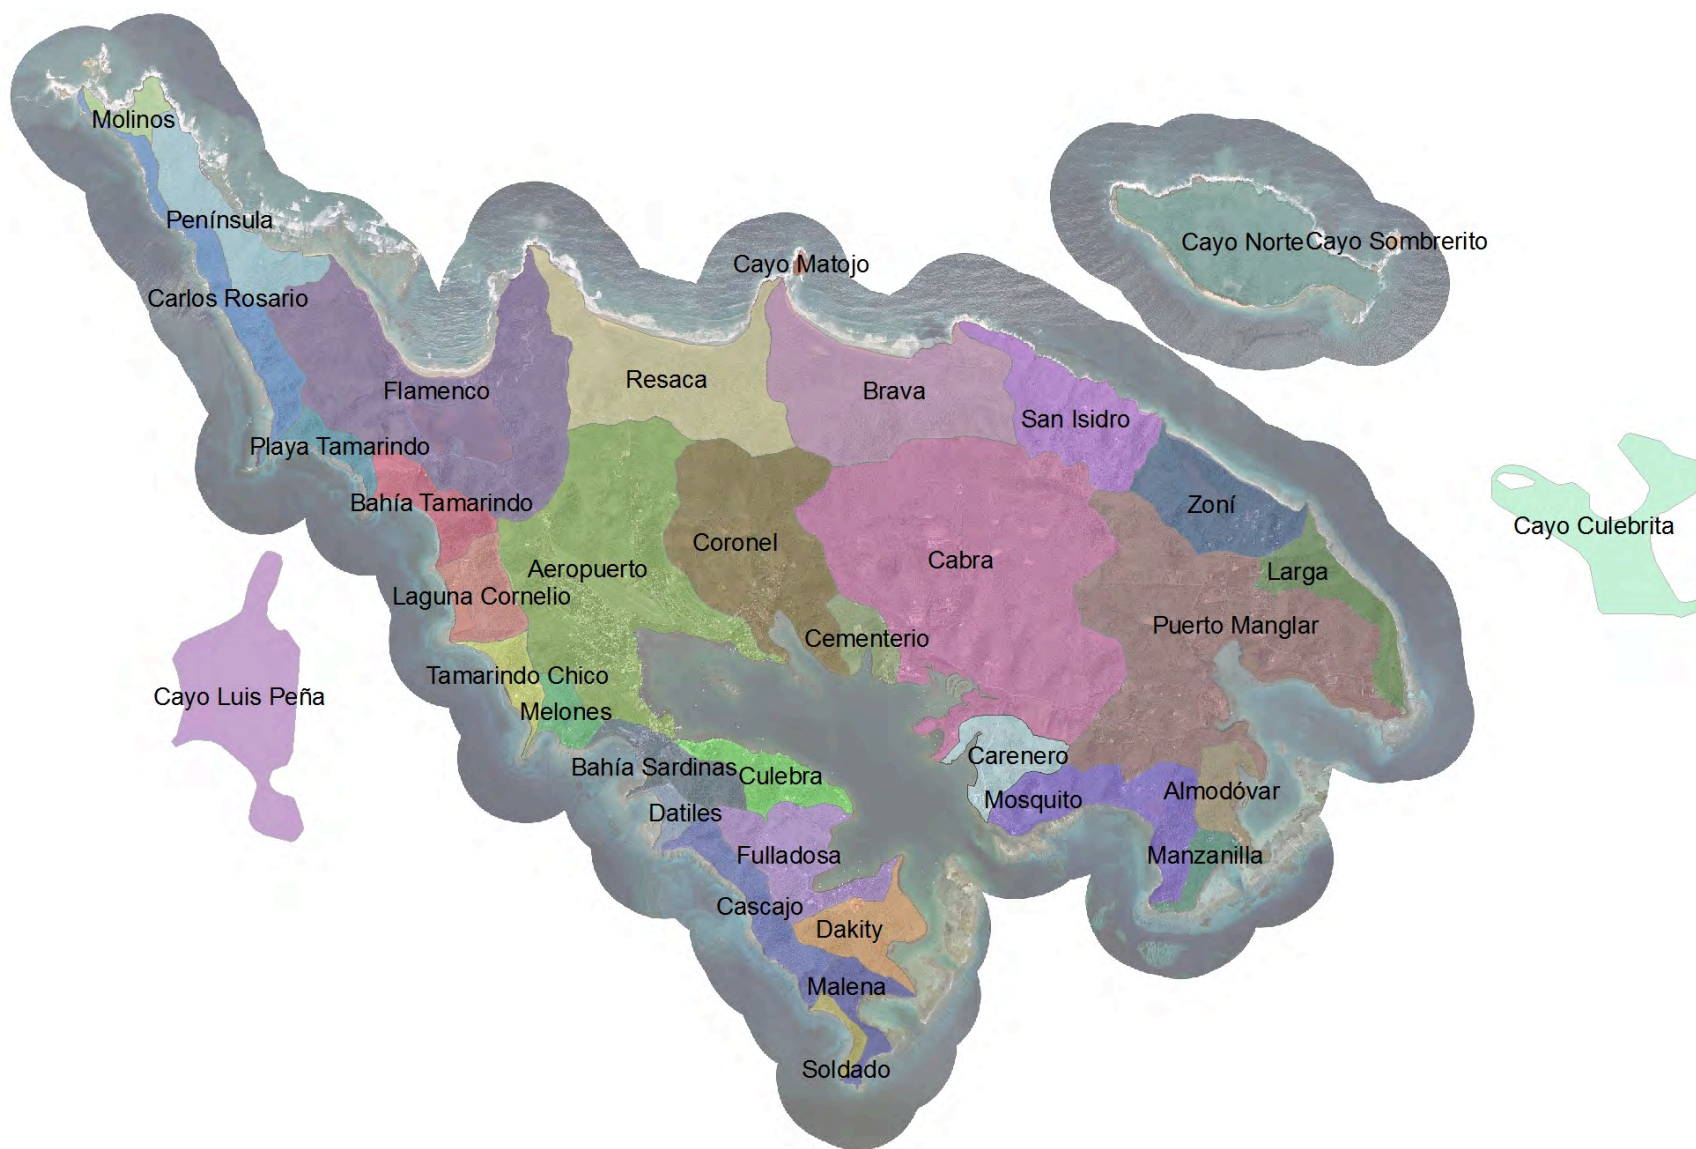 Molinos
Península
Cayo Norte
Cayo Sombrerito
Cayo Matojo
Carlos Rosario
Flamenco
Resaca
Brava
San Isidro
Playa Tamarindo
Bahía Tamarindo
Zoní
Cayo Culebrita
Coronel
Cabra
Aeropuerto
Larga
Laguna Cornelio
Puerto Manglar
Cementerio
Tamarindo Chico
Cayo Luis Peña
Melones
Carenero
Bahía Sardinas
Culebra
Almodóvar
Mosquito
Datiles
Fulladosa
Manzanilla
Cascajo
Dakity
Malena
Soldado